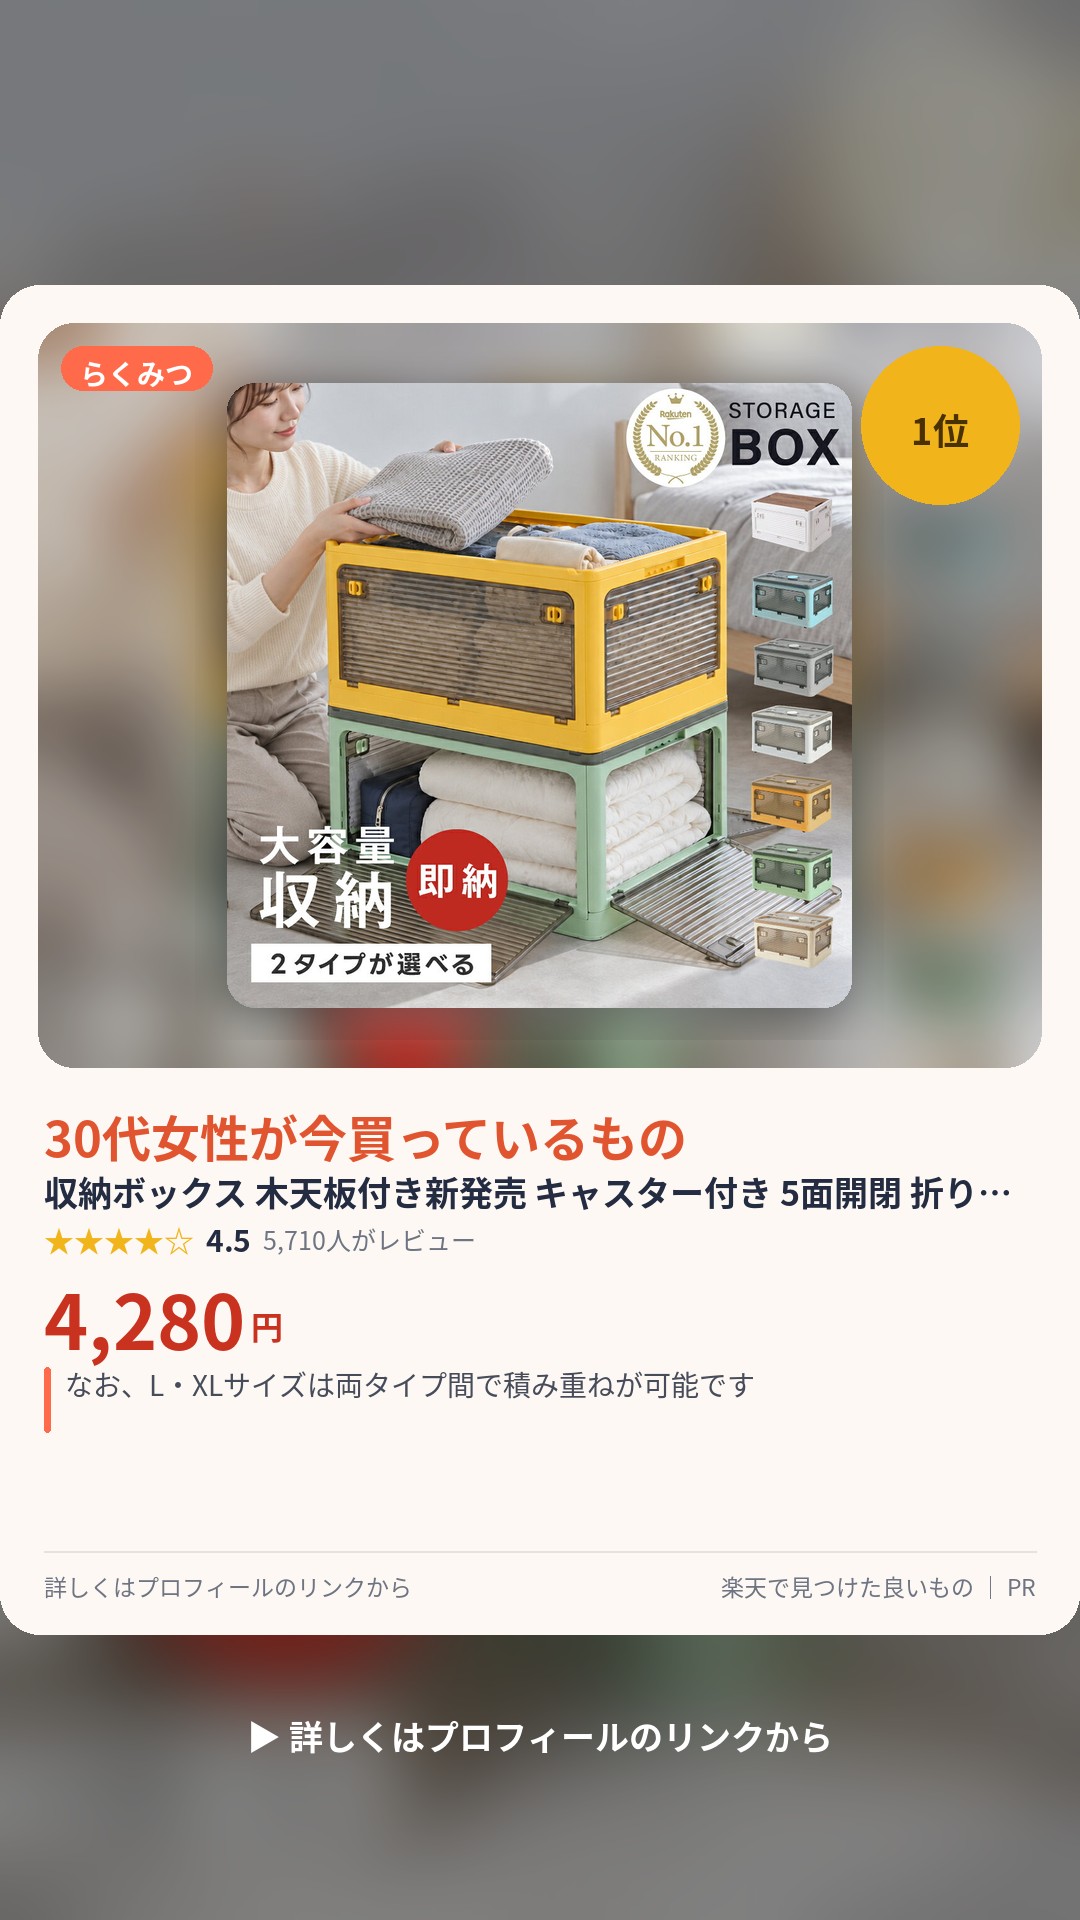 らくみつ
1位
Rakuten
No.1
RANKING
STORAGE
BOX
大容量
収納
即納
2タイプが選べる
30代女性が今買っているもの
収納ボックス 木天板付き新発売 キャスター付き 5面開閉 折り…
★★★★☆ 4.5 5,710人がレビュー
4,280円
なお、L・XLサイズは両タイプ間で積み重ねが可能です
詳しくはプロフィールのリンクから
楽天で見つけた良いもの｜PR
▶ 詳しくはプロフィールのリンクから